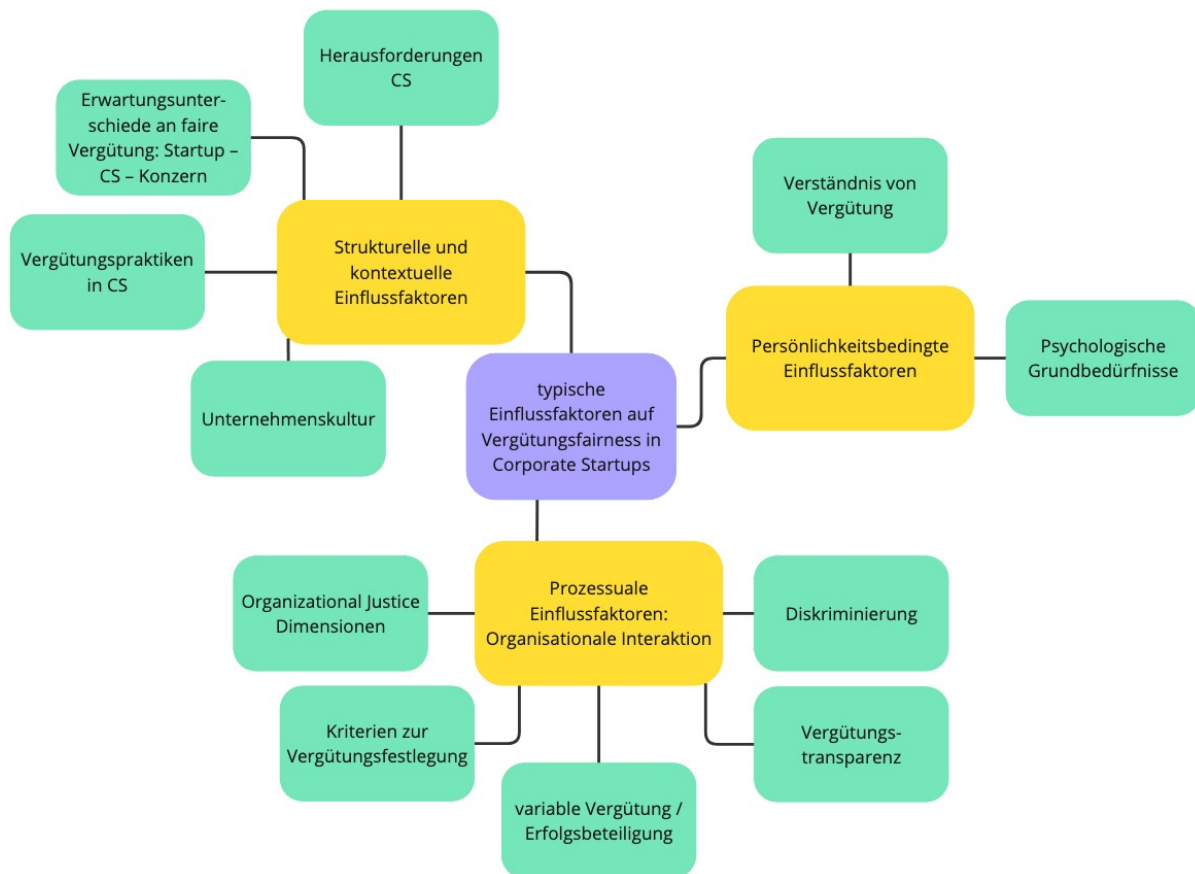 Herausforderungen
CS
Erwartungsunter-
schiede an faire
Vergütung: Startup –
CS – Konzern
Verständnis von
Vergütung
Vergütungspraktiken
in CS
Strukturelle und
kontextuelle
Einflussfaktoren
Persönlichkeitsbedingte
Einflussfaktoren
Psychologische
Grundbedürfnisse
Unternehmenskultur
typische
Einflussfaktoren auf
Vergütungsfairness in
Corporate Startups
Organizational Justice
Dimensionen
Prozessuale
Einflussfaktoren:
Organisationale Interaktion
Diskriminierung
Kriterien zur
Vergütungsfestlegung
Vergütungs-
transparenz
variable Vergütung /
Erfolgsbeteiligung